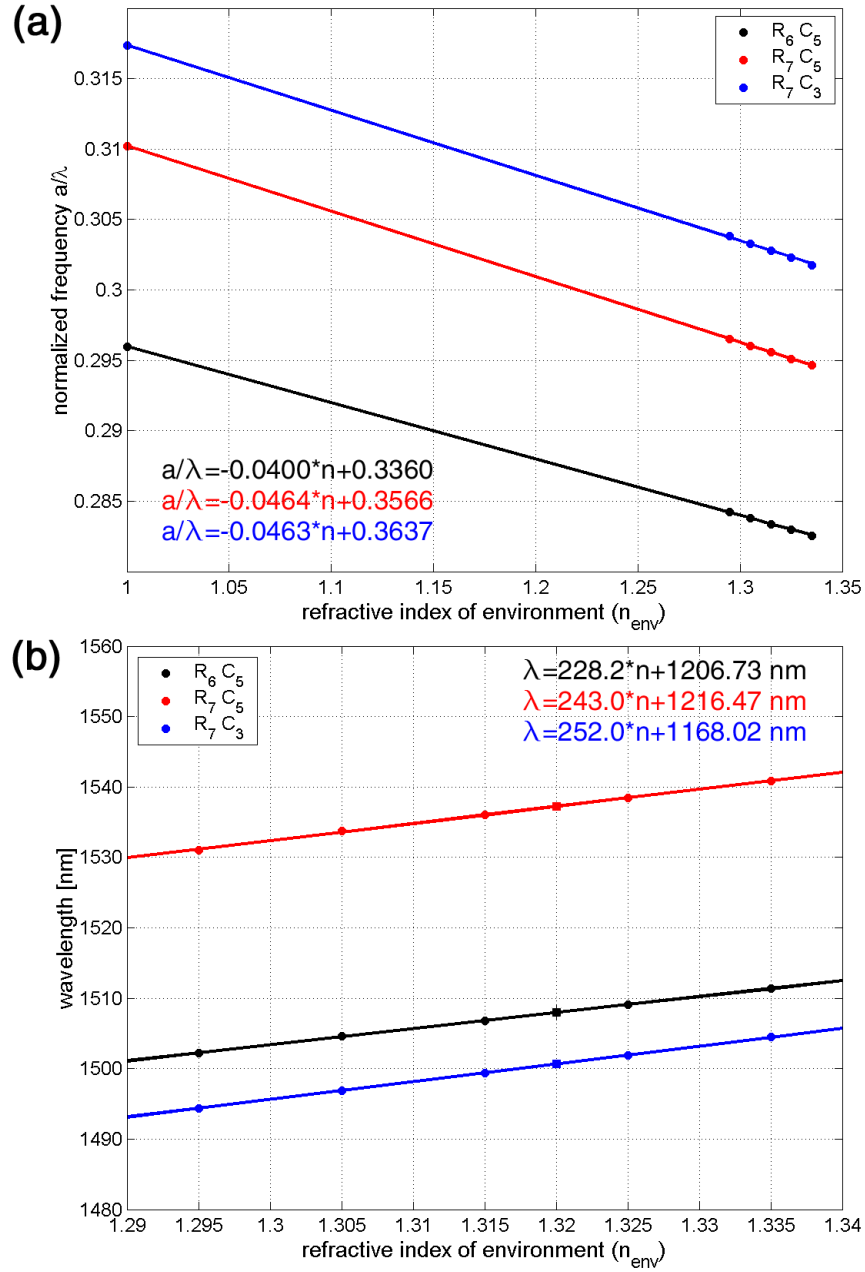 (a)
R6 C5
R7 C5
R7 C3
0.315
0.31
0.305
0.3
0.295
0.29
0.285
normalized frequency a/λ
a/λ=-0.0400*n+0.3360
a/λ=-0.0464*n+0.3566
a/λ=-0.0463*n+0.3637
1 1.05 1.1 1.15 1.2 1.25 1.3 1.35
refractive index of environment (nenv)
(b)
R6 C5
R7 C5
R7 C3
λ=228.2*n+1206.73 nm
λ=243.0*n+1216.47 nm
λ=252.0*n+1168.02 nm
1560
1550
1540
1530
1520
1510
1500
1490
1480
wavelength [nm]
1.29 1.295 1.3 1.305 1.31 1.315 1.32 1.325 1.33 1.335 1.34
refractive index of environment (nenv)